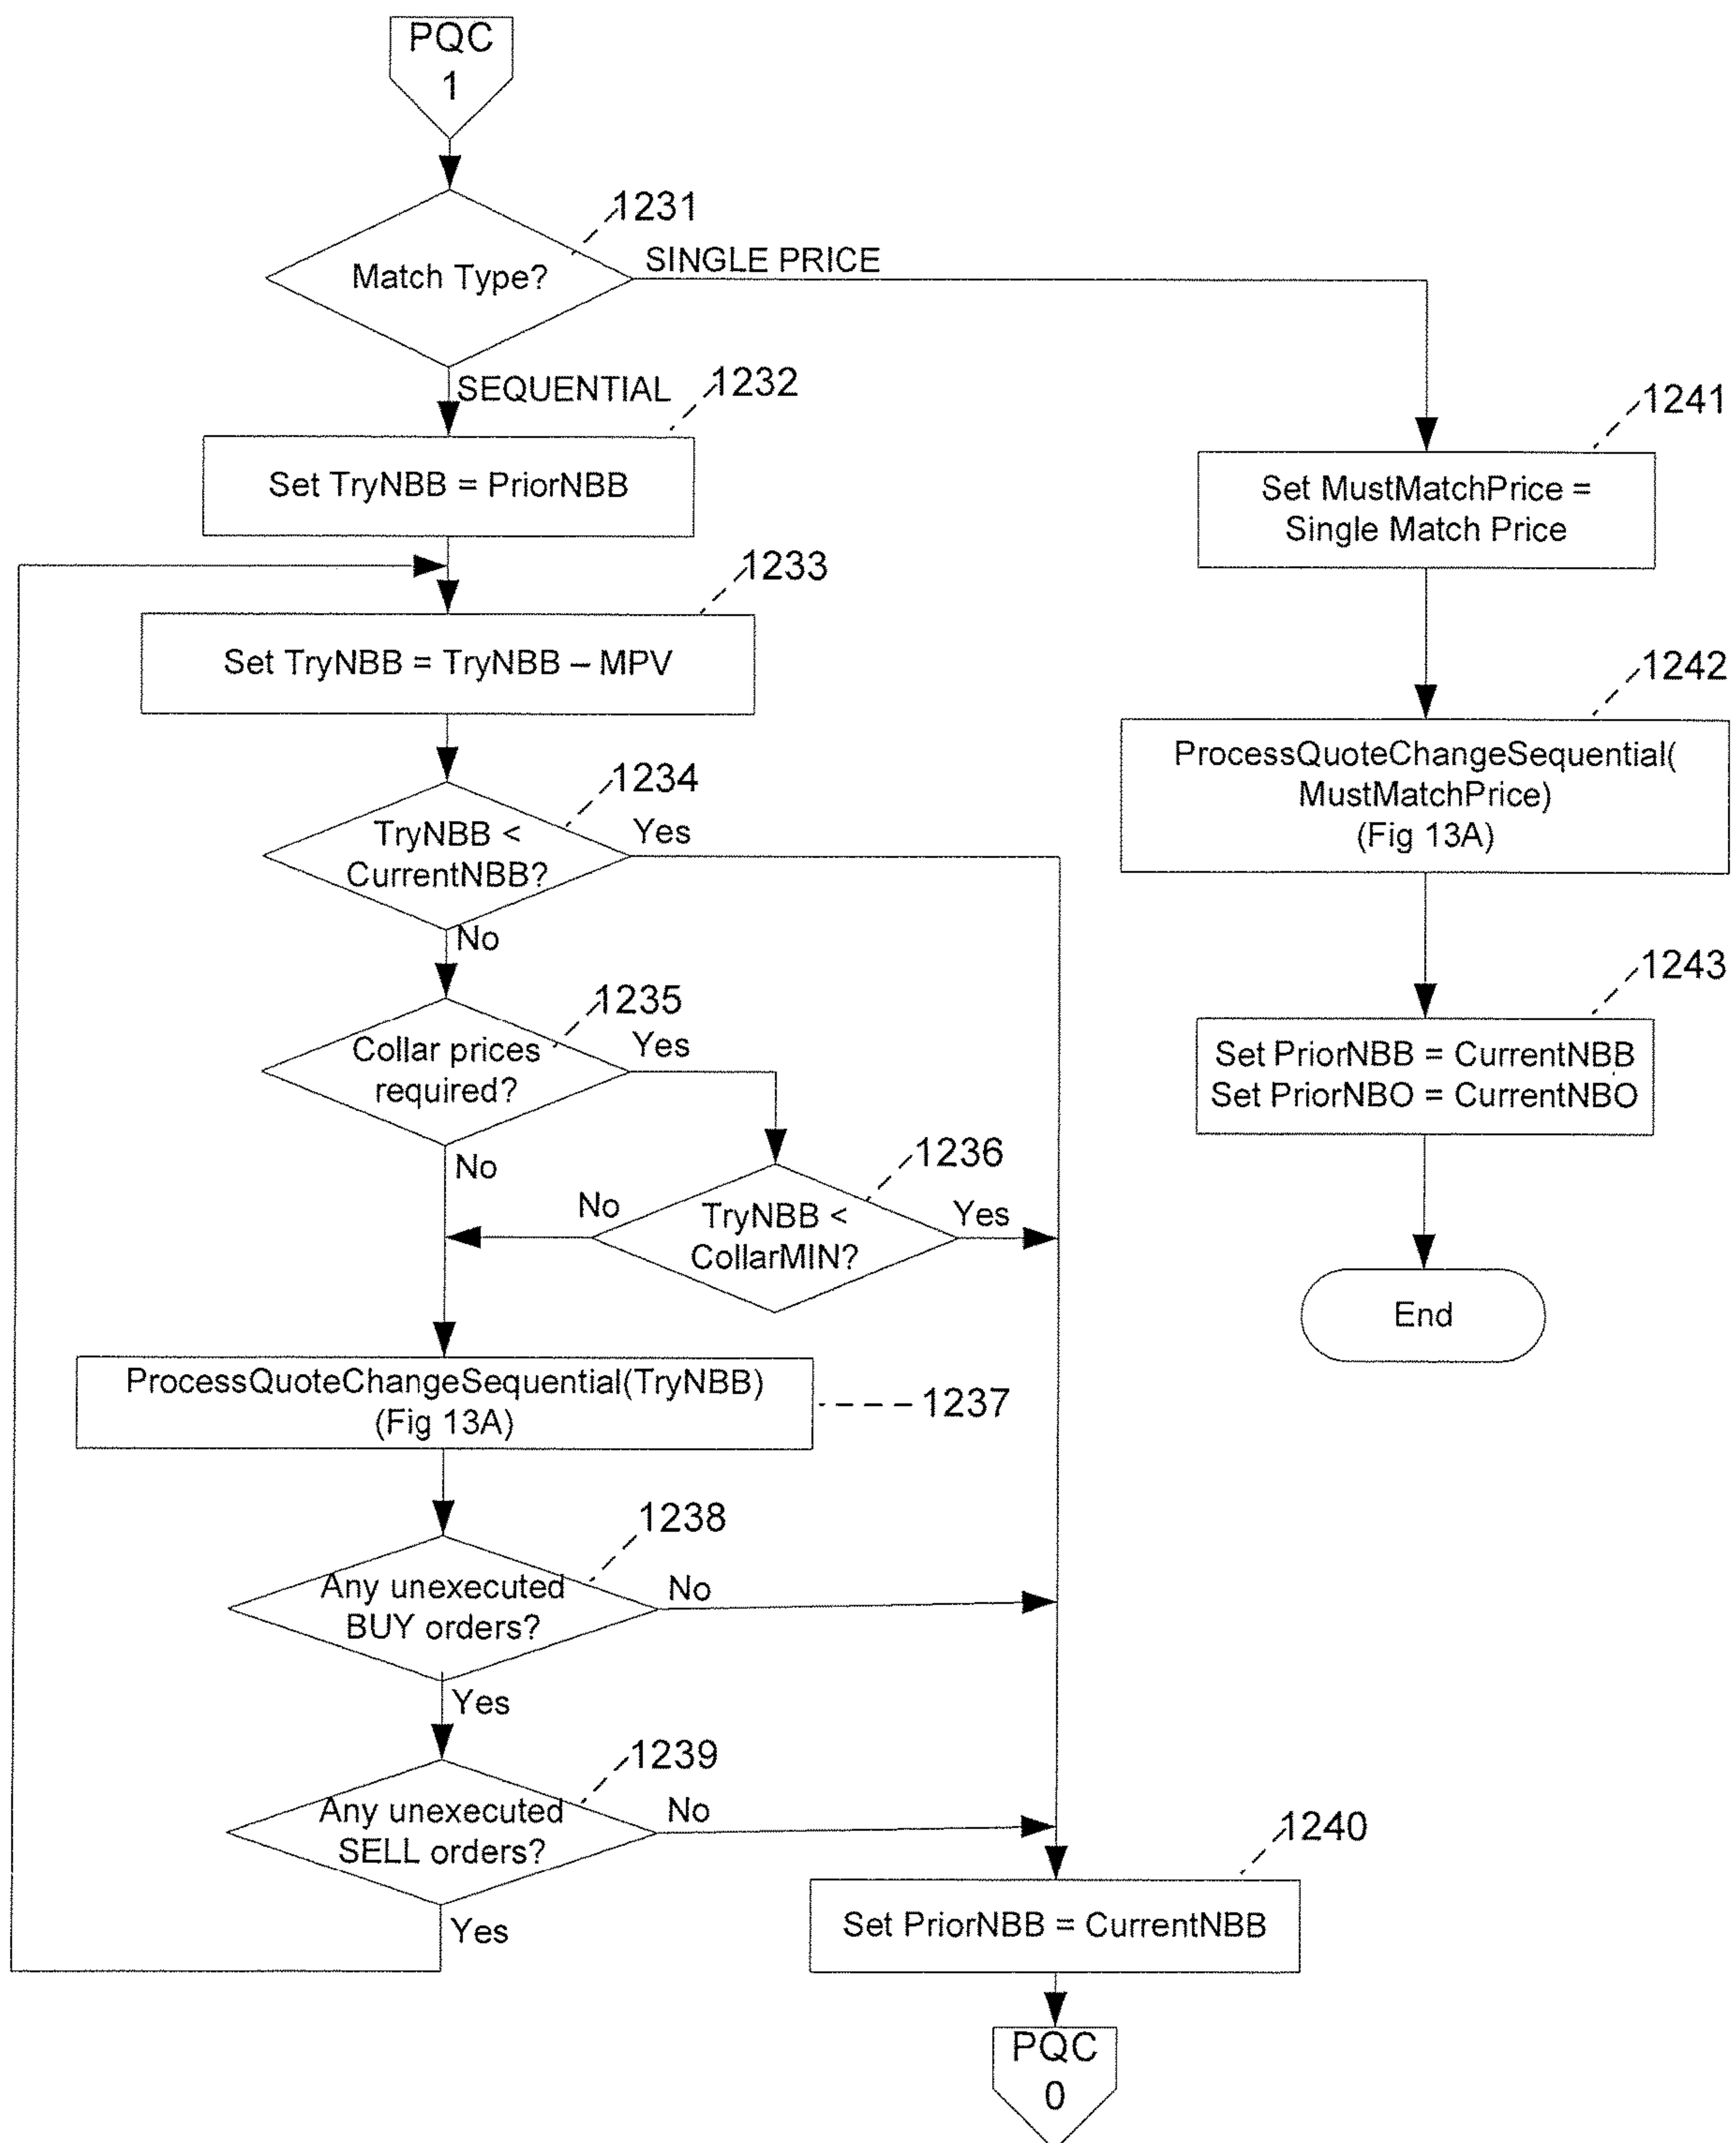 PQC
1
1231
Match Type?
SINGLE PRICE
SEQUENTIAL
1232
Set TryNBB = PriorNBB
1233
Set TryNBB = TryNBB – MPV
1234
TryNBB <
CurrentNBB?
Yes
No
1235
Collar prices
required?
Yes
No
1236
TryNBB <
CollarMIN?
No
Yes
ProcessQuoteChangeSequential(TryNBB)
(Fig 13A)
1237
1238
Any unexecuted
BUY orders?
No
Yes
1239
Any unexecuted
SELL orders?
No
Yes
1240
Set PriorNBB = CurrentNBB
PQC
0
1241
Set MustMatchPrice =
Single Match Price
1242
ProcessQuoteChangeSequential(
MustMatchPrice)
(Fig 13A)
1243
Set PriorNBB = CurrentNBB
Set PriorNBO = CurrentNBO
End